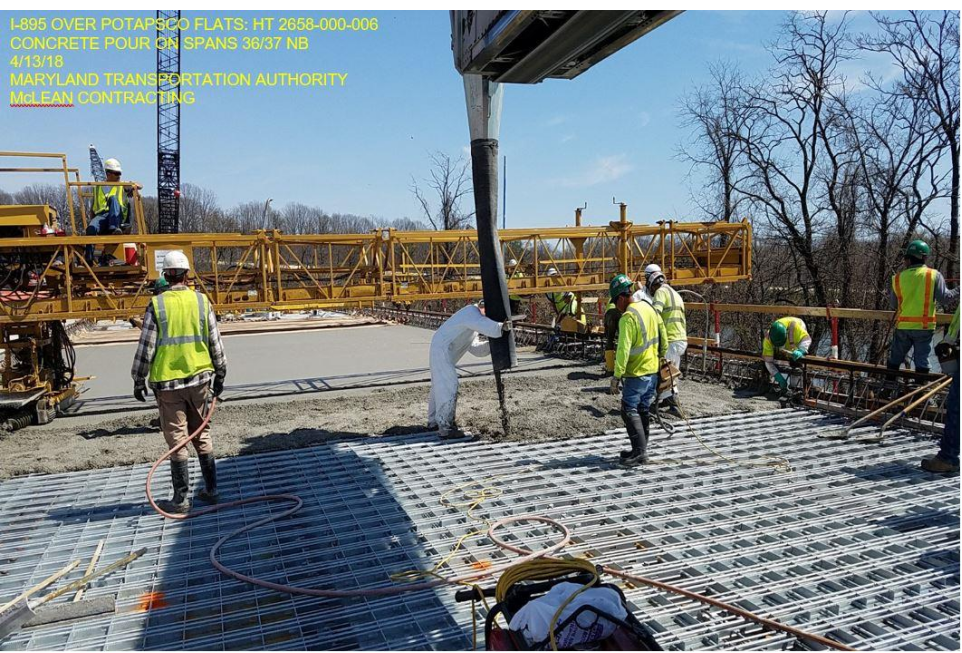 I-895 OVER POTAPSCO FLATS: HT 2658-000-006
CONCRETE POUR ON SPANS 36/37 NB
4/13/18
MARYLAND TRANSPORTATION AUTHORITY
McLEAN CONTRACTING